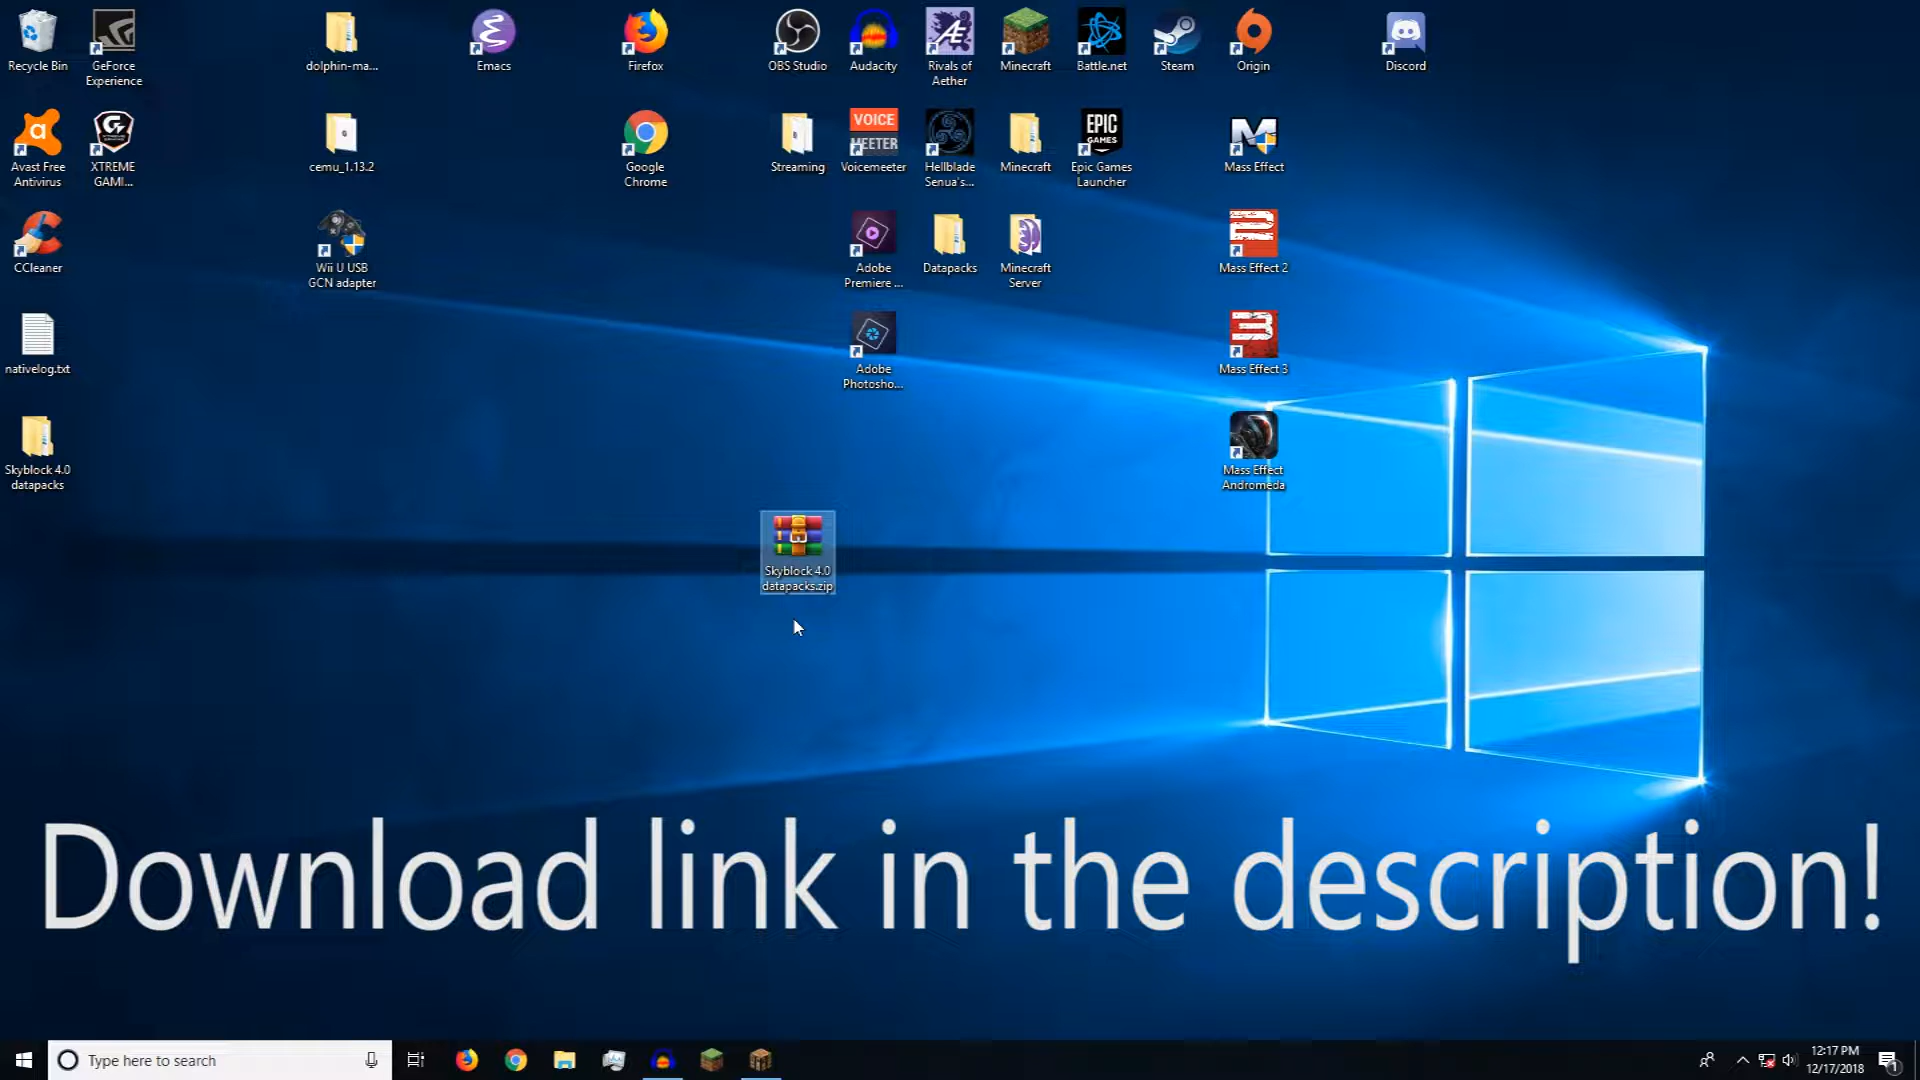 Recycle Bin
GeForce
Experience
dolphin-ma...
Emacs
Firefox
OBS Studio
Audacity
Rivals of
Aether
Minecraft
Battle.net
Steam
Origin
Discord
Avast Free
Antivirus
XTREME
GAMI...
cemu_1.13.2
Google
Chrome
Streaming
VOICE
MEETER
Voicemeeter
Hellblade
Senua's...
Minecraft
EPIC
GAMES
Epic Games
Launcher
Mass Effect
CCleaner
Wii U USB
GCN adapter
Adobe
Premiere ...
Datapacks
Minecraft
Server
Mass Effect 2
nativelog.txt
Adobe
Photosho...
Mass Effect 3
Skyblock 4.0
datapacks
Mass Effect
Andromeda
Skyblock 4.0
datapacks.zip
Download link in the description!
Type here to search
12:17 PM
12/17/2018
1